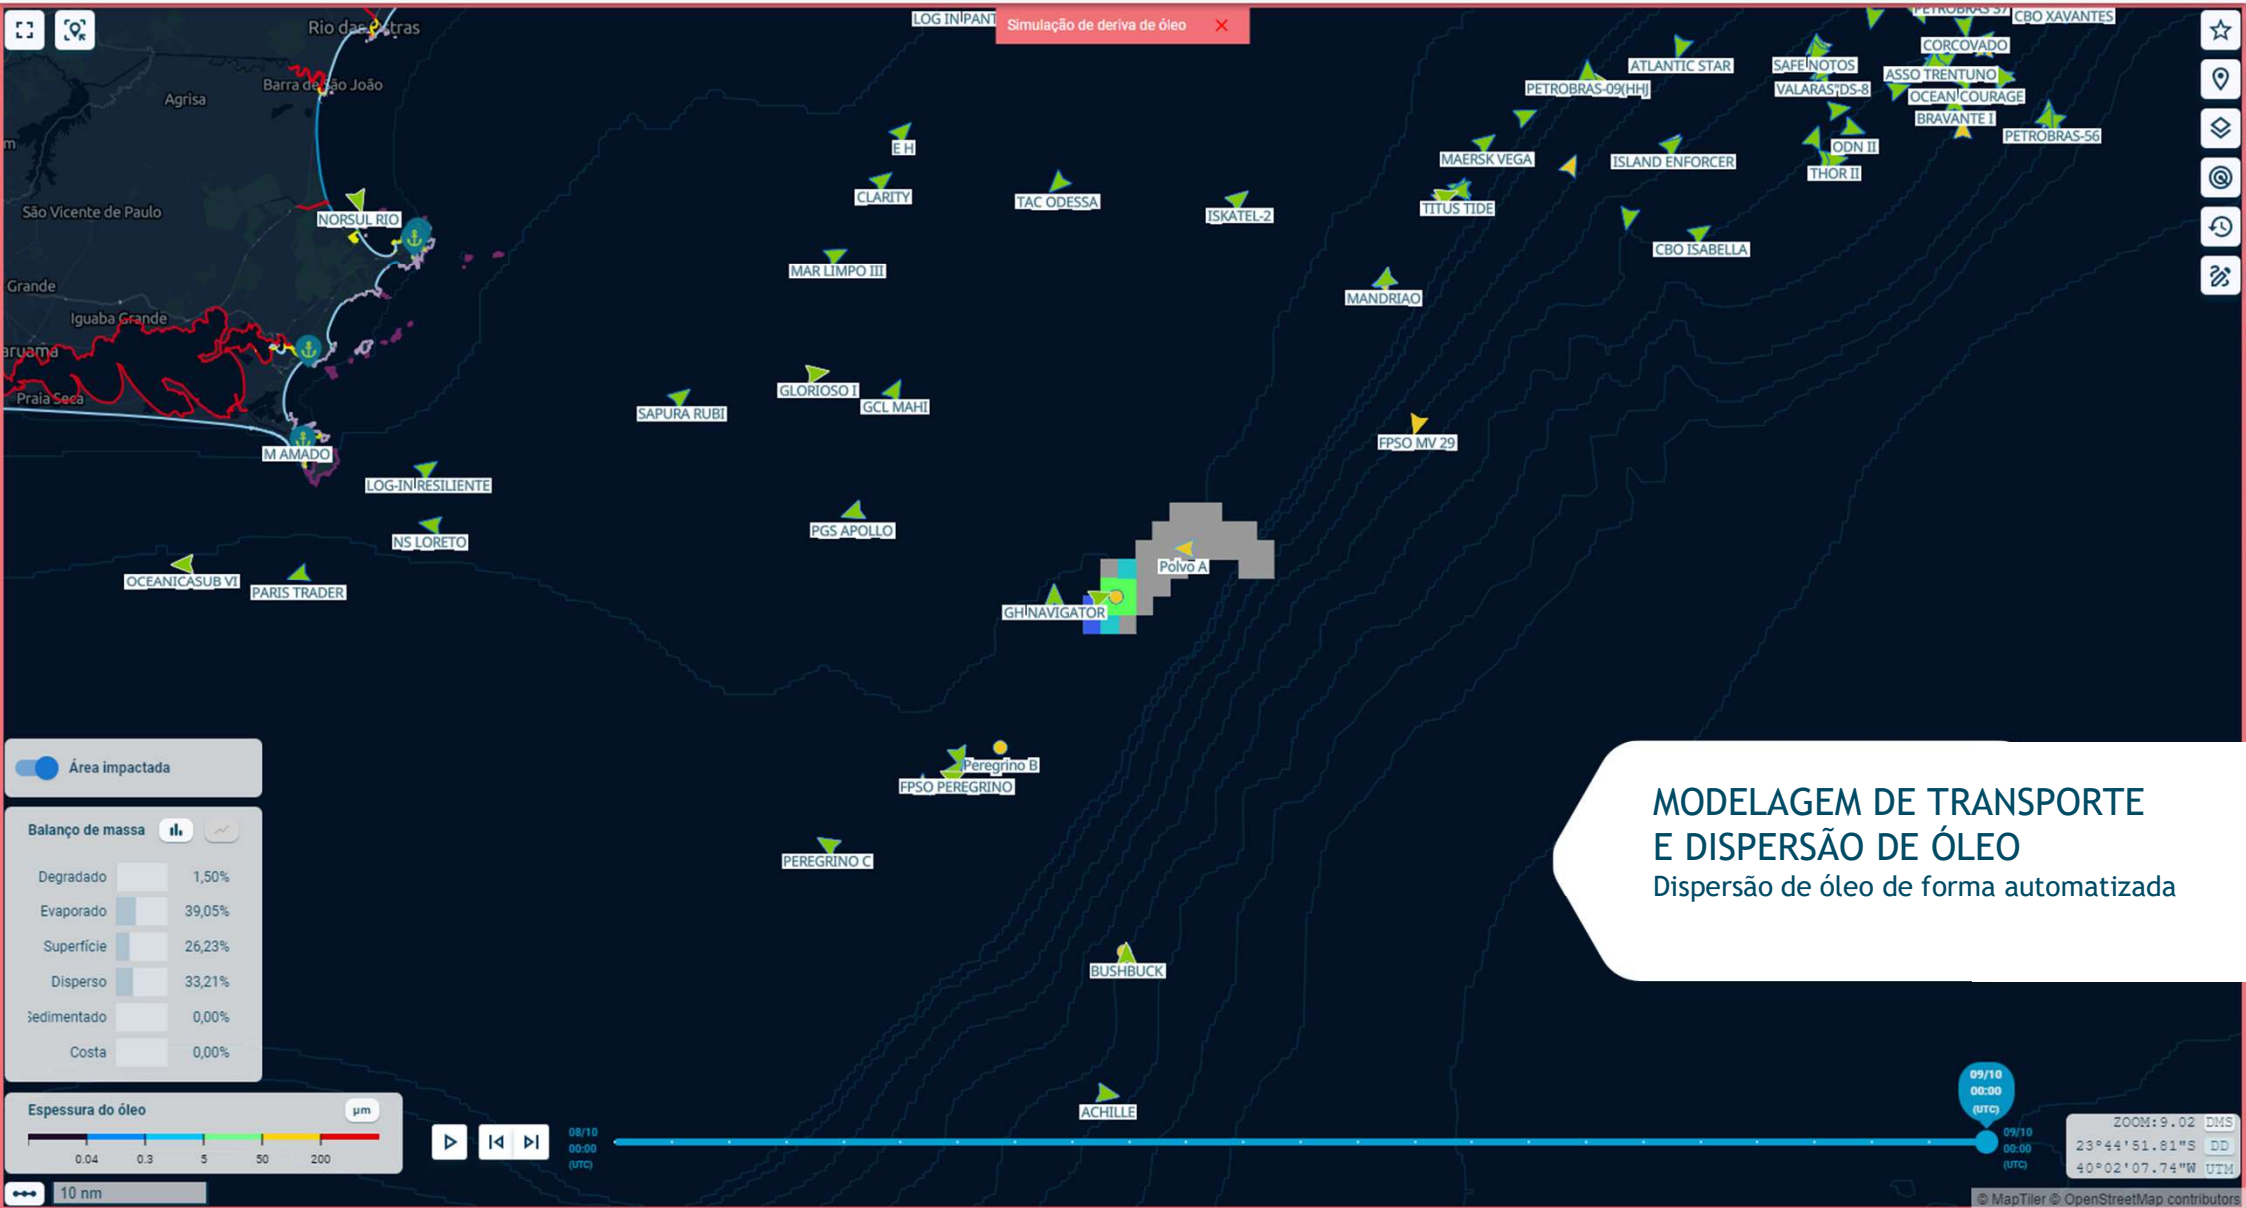 LOG IN PANT
Simulação de deriva de óleo
PETROBRAS 57
CBO XAVANTES
Rio das Ostras
Barra de São João
Agrisa
CORCOVADO
ATLANTIC STAR
SAFE NOTOS
ASSO TRENTUNO
PETROBRAS-09(HHJ
VALARAS DS-8
OCEAN COURAGE
BRAVANTE I
PETROBRAS-56
E H
MAERSK VEGA
ISLAND ENFORCER
ODN II
THOR II
CLARITY
TAC ODESSA
ISKATEL-2
TITUS TIDE
São Vicente de Paulo
NORSUL RIO
CBO ISABELLA
MAR LIMPO III
Grande
MANDRIAO
Iguaba Grande
aruama
Praia Seca
GLORIOSO I
GCL MAHI
SAPURA RUBI
FPSO MV 29
M AMADO
LOG-IN RESILIENTE
PGS APOLLO
NS LORETO
Polvo A
OCEANICASUB VI
PARIS TRADER
GH NAVIGATOR
Peregrino B
FPSO PEREGRINO
PEREGRINO C
BUSHBUCK
ACHILLE
Área impactada
Balanço de massa
Degradado 1,50%
Evaporado 39,05%
Superfície 26,23%
Disperso 33,21%
Sedimentado 0,00%
Costa 0,00%
MODELAGEM DE TRANSPORTE
E DISPERSÃO DE ÓLEO
Dispersão de óleo de forma automatizada
Espessura do óleo µm
0.04 0.3 5 50 200
10 nm
08/10
00:00
(UTC)
09/10
00:00
(UTC)
09/10
00:00
(UTC)
ZOOM:9.02 DMS
23°44'51.81"S DD
40°02'07.74"W UTM
© MapTiler © OpenStreetMap contributors